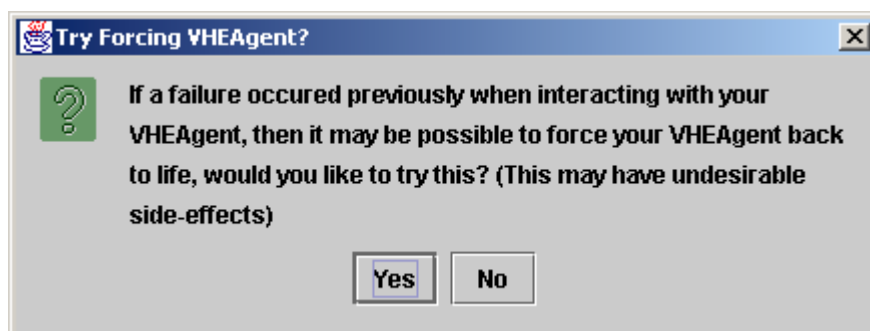 Try Forcing VHEAgent?
If a failure occured previously when interacting with your
VHEAgent, then it may be possible to force your VHEAgent back
to life, would you like to try this? (This may have undesirable
side-effects)
Yes No